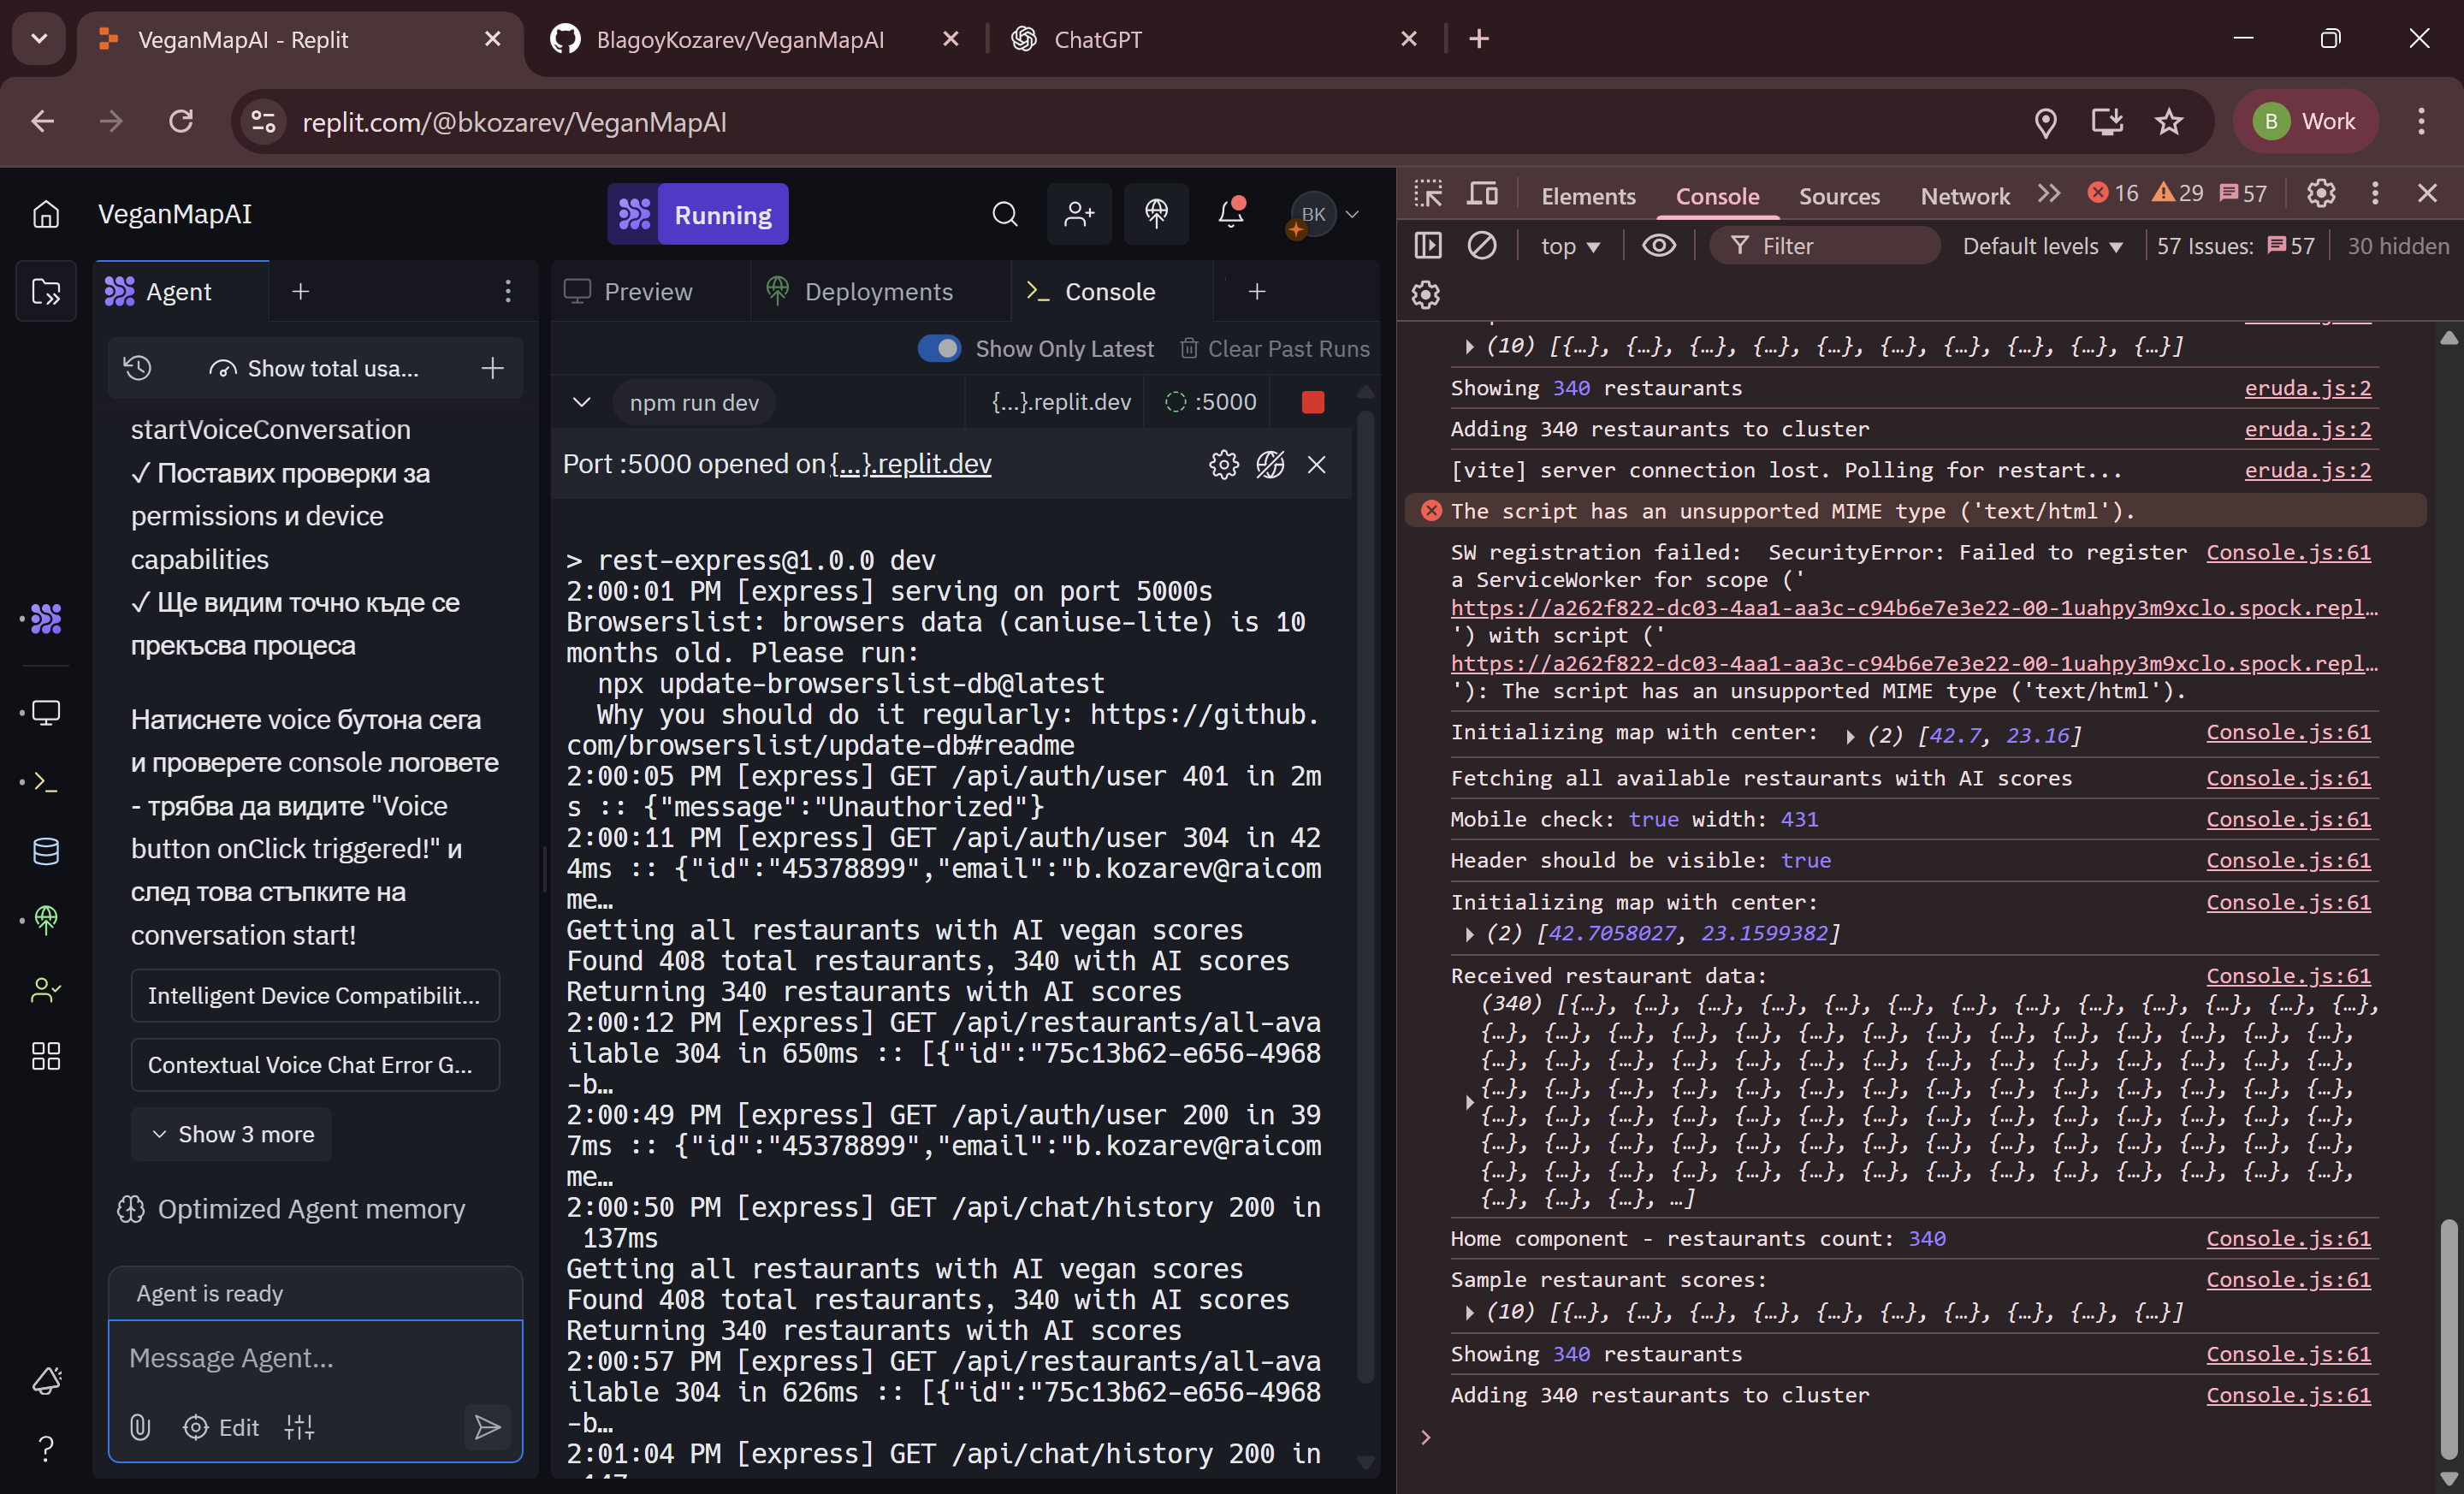 VeganMapAI - Replit
BlagoyKozarev/VeganMapAI
ChatGPT
replit.com/@bkozarev/VeganMapAI
B Work
VeganMapAI
Running
BK
Agent
Show total usa...
startVoiceConversation
✓ Поставих проверки за
permissions и device
capabilities
✓ Ще видим точно къде се
прекъсва процеса
Натиснете voice бутона сега
и проверете console логовете
- трябва да видите "Voice
button onClick triggered!" и
след това стъпките на
conversation start!
Intelligent Device Compatibilit...
Contextual Voice Chat Error G...
Show 3 more
Optimized Agent memory
Agent is ready
Message Agent...
Edit
Preview
Deployments
Console
Show Only Latest
Clear Past Runs
npm run dev
{...}.replit.dev
:5000
Port :5000 opened on {...}.replit.dev
> rest-express@1.0.0 dev
2:00:01 PM [express] serving on port 5000s
Browserslist: browsers data (caniuse-lite) is 10
months old. Please run:
npx update-browserslist-db@latest
Why you should do it regularly: https://github.
com/browserslist/update-db#readme
2:00:05 PM [express] GET /api/auth/user 401 in 2m
s :: {"message":"Unauthorized"}
2:00:11 PM [express] GET /api/auth/user 304 in 42
4ms :: {"id":"45378899","email":"b.kozarev@raicom
me…
Getting all restaurants with AI vegan scores
Found 408 total restaurants, 340 with AI scores
Returning 340 restaurants with AI scores
2:00:12 PM [express] GET /api/restaurants/all-ava
ilable 304 in 650ms :: [{"id":"75c13b62-e656-4968
-b…
2:00:49 PM [express] GET /api/auth/user 200 in 39
7ms :: {"id":"45378899","email":"b.kozarev@raicom
me…
2:00:50 PM [express] GET /api/chat/history 200 in
137ms
Getting all restaurants with AI vegan scores
Found 408 total restaurants, 340 with AI scores
Returning 340 restaurants with AI scores
2:00:57 PM [express] GET /api/restaurants/all-ava
ilable 304 in 626ms :: [{"id":"75c13b62-e656-4968
-b…
2:01:04 PM [express] GET /api/chat/history 200 in
Elements
Console
Sources
Network
16
29
57
top
Filter
Default levels
57 Issues: 57
30 hidden
(10) [{…}, {…}, {…}, {…}, {…}, {…}, {…}, {…}, {…}, {…}]
Showing 340 restaurants eruda.js:2
Adding 340 restaurants to cluster eruda.js:2
[vite] server connection lost. Polling for restart... eruda.js:2
The script has an unsupported MIME type ('text/html').
SW registration failed: SecurityError: Failed to register Console.js:61
a ServiceWorker for scope ('
https://a262f822-dc03-4aa1-aa3c-c94b6e7e3e22-00-1uahpy3m9xclo.spock.repl…
') with script ('
https://a262f822-dc03-4aa1-aa3c-c94b6e7e3e22-00-1uahpy3m9xclo.spock.repl…
'): The script has an unsupported MIME type ('text/html').
Initializing map with center: (2) [42.7, 23.16] Console.js:61
Fetching all available restaurants with AI scores Console.js:61
Mobile check: true width: 431 Console.js:61
Header should be visible: true Console.js:61
Initializing map with center: Console.js:61
(2) [42.7058027, 23.1599382]
Received restaurant data: Console.js:61
(340) [{…}, {…}, {…}, {…}, {…}, {…}, {…}, {…}, {…}, {…}, {…}, {…}, {…},
{…}, {…}, {…}, {…}, {…}, {…}, {…}, {…}, {…}, {…}, {…}, {…}, {…}, {…},
{…}, {…}, {…}, {…}, {…}, {…}, {…}, {…}, {…}, {…}, {…}, {…}, {…}, {…},
{…}, {…}, {…}, {…}, {…}, {…}, {…}, {…}, {…}, {…}, {…}, {…}, {…}, {…},
{…}, {…}, {…}, {…}, {…}, {…}, {…}, {…}, {…}, {…}, {…}, {…}, {…}, {…},
{…}, {…}, {…}, {…}, {…}, {…}, {…}, {…}, {…}, {…}, {…}, {…}, {…}, {…},
{…}, {…}, {…}, {…}, {…}, {…}, {…}, {…}, {…}, {…}, {…}, {…}, {…}, {…},
{…}, {…}, {…}, …]
Home component - restaurants count: 340 Console.js:61
Sample restaurant scores: Console.js:61
(10) [{…}, {…}, {…}, {…}, {…}, {…}, {…}, {…}, {…}, {…}]
Showing 340 restaurants Console.js:61
Adding 340 restaurants to cluster Console.js:61